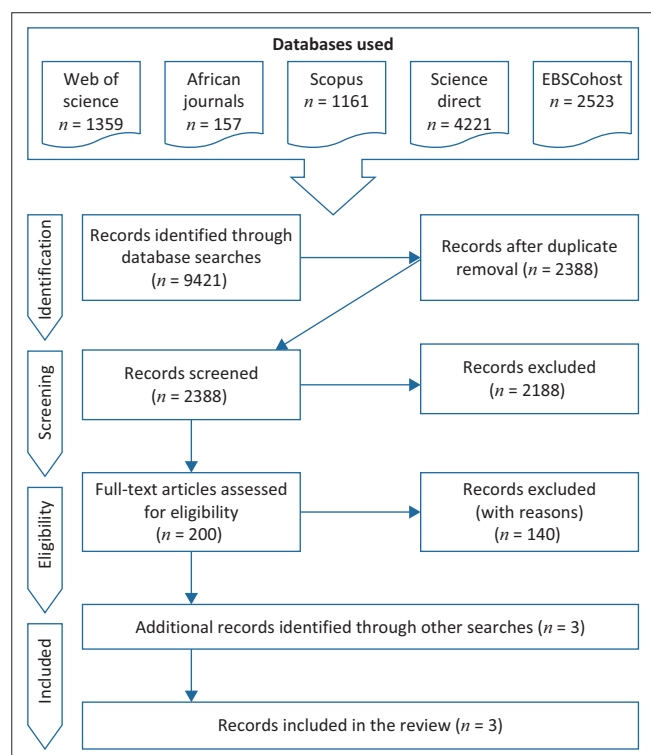 Databases used
Web of
science
n = 1359
African
journals
n = 157
Scopus
n = 1161
Science
direct
n = 4221
EBSCohost
n = 2523
Identification
Records identified through
database searches
(n = 9421)
Records after duplicate
removal (n = 2388)
Screening
Records screened
(n = 2388)
Records excluded
(n = 2188)
Eligibility
Full-text articles assessed
for eligibility
(n = 200)
Records excluded
(with reasons)
(n = 140)
Included
Additional records identified through other searches (n = 3)
Records included in the review (n = 3)